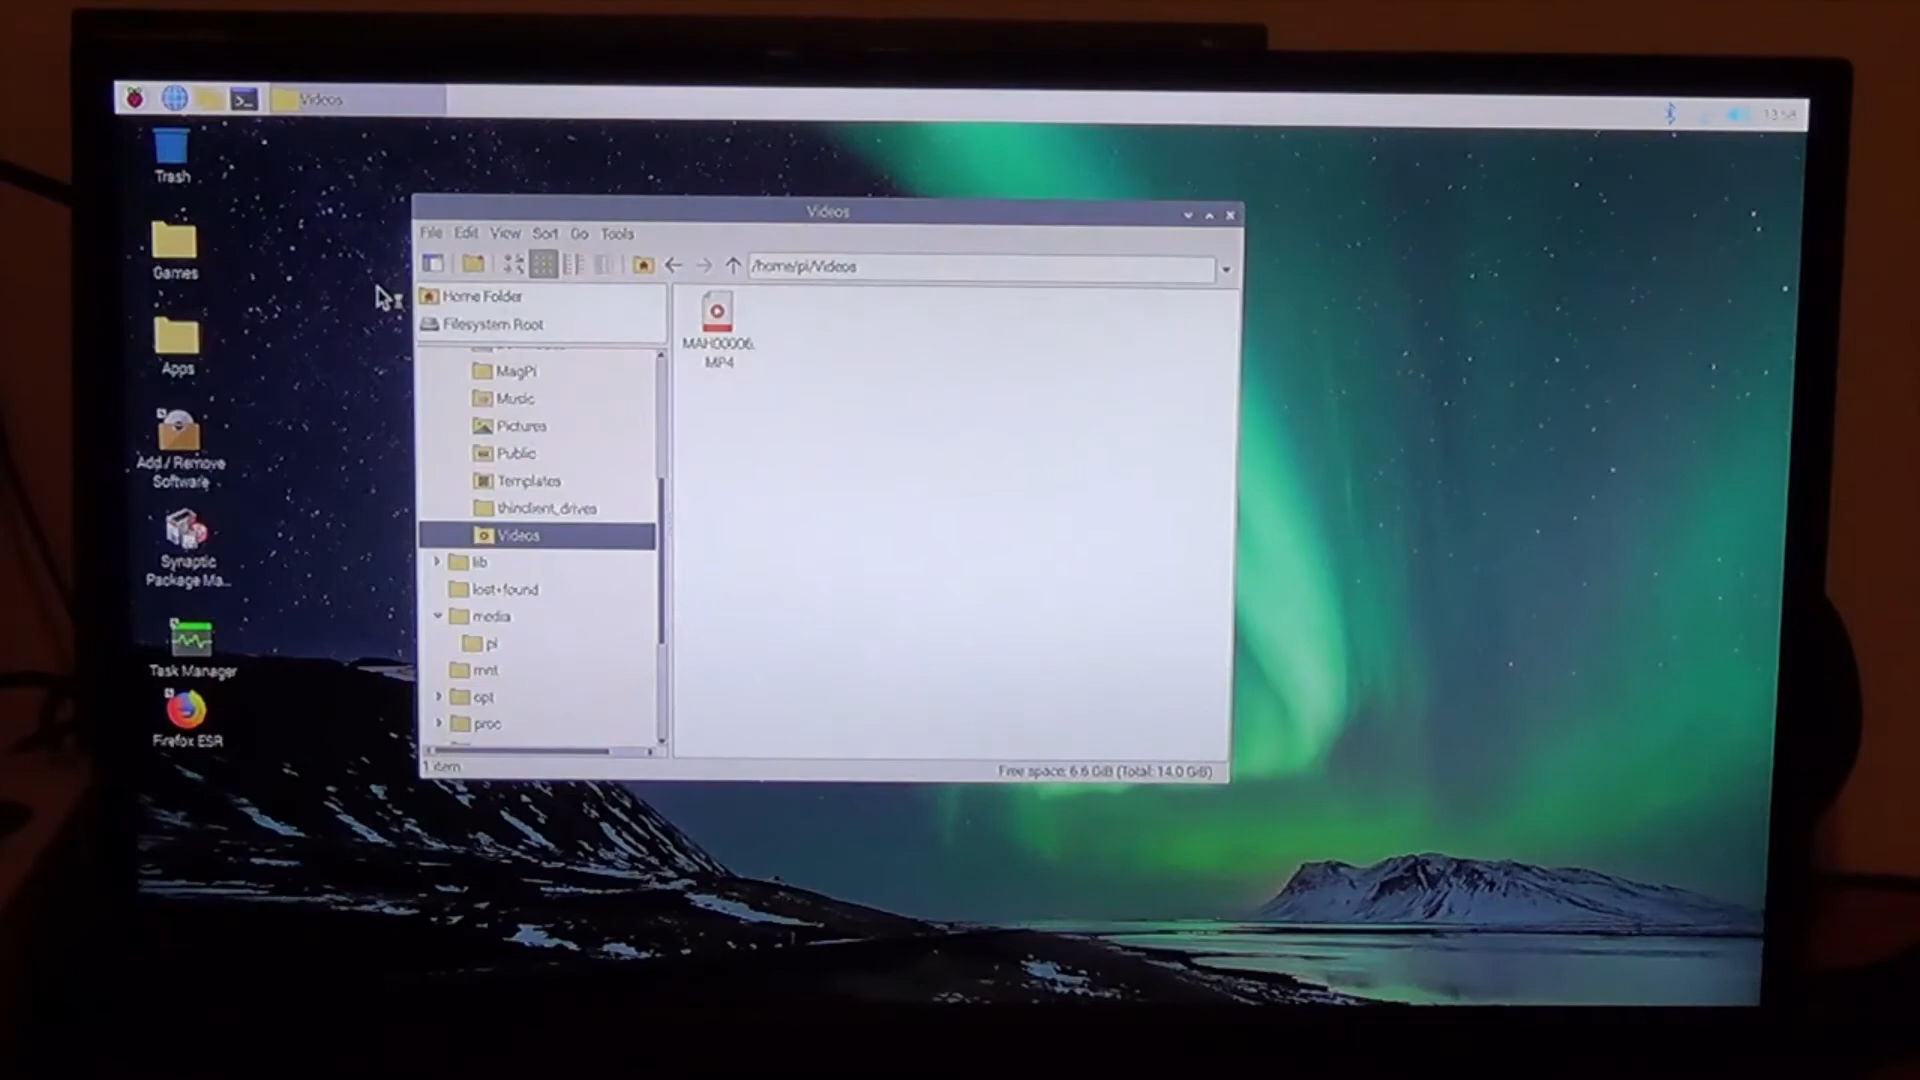 Videos
13:58
Trash
Games
Apps
Add / Remove
Software
Synaptic
Package Ma...
Task Manager
Firefox ESR
Videos
File Edit View Sort Go Tools
/home/pi/Videos
Home Folder
Filesystem Root
MagPi
Music
Pictures
Public
Templates
thinclient_drives
Videos
lib
lost+found
media
pi
mnt
opt
proc
MAH00006.
MP4
1 item
Free space: 6.6 GiB (Total: 14.0 GiB)